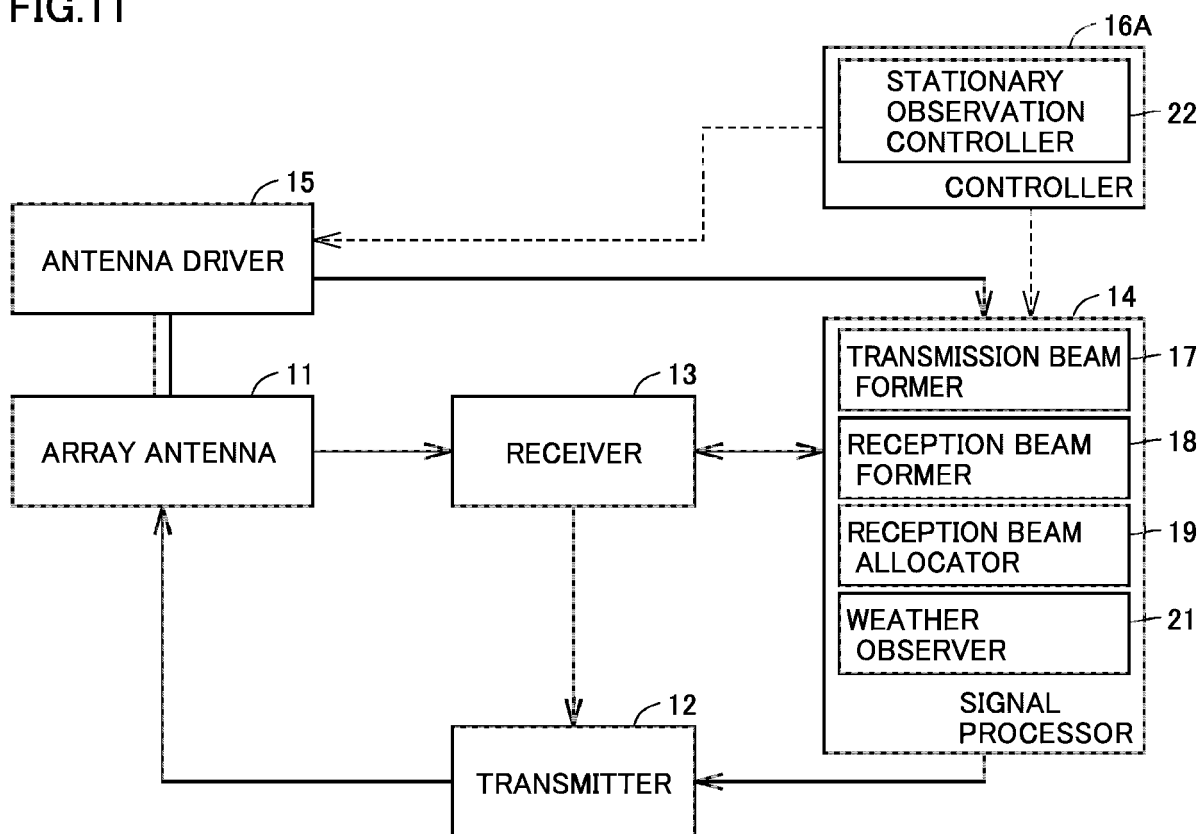 FIG.11
16A
STATIONARY
OBSERVATION
CONTROLLER
22
CONTROLLER
15
ANTENNA DRIVER
14
TRANSMISSION BEAM
FORMER
17
11
13
ARRAY ANTENNA
RECEIVER
RECEPTION BEAM
FORMER
18
RECEPTION BEAM
ALLOCATOR
19
WEATHER
OBSERVER
21
SIGNAL
PROCESSOR
12
TRANSMITTER